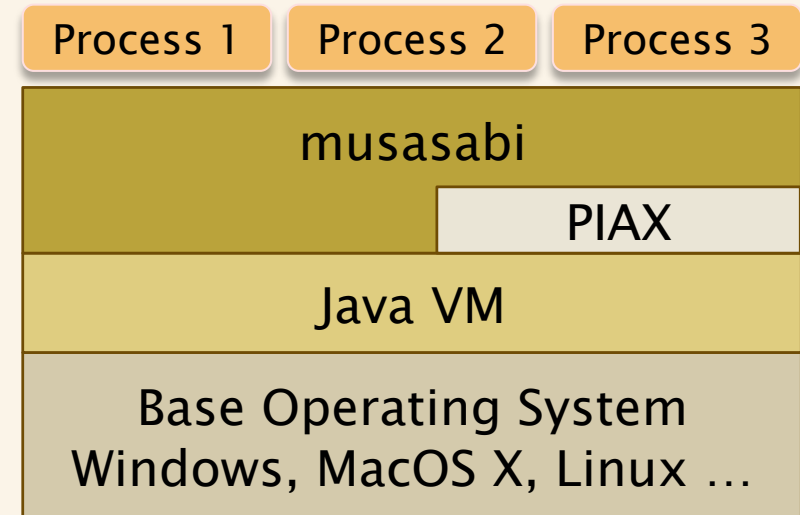 Process 1 Process 2 Process 3
musasabi
PIAX
Java VM
Base Operating System
Windows, MacOS X, Linux …